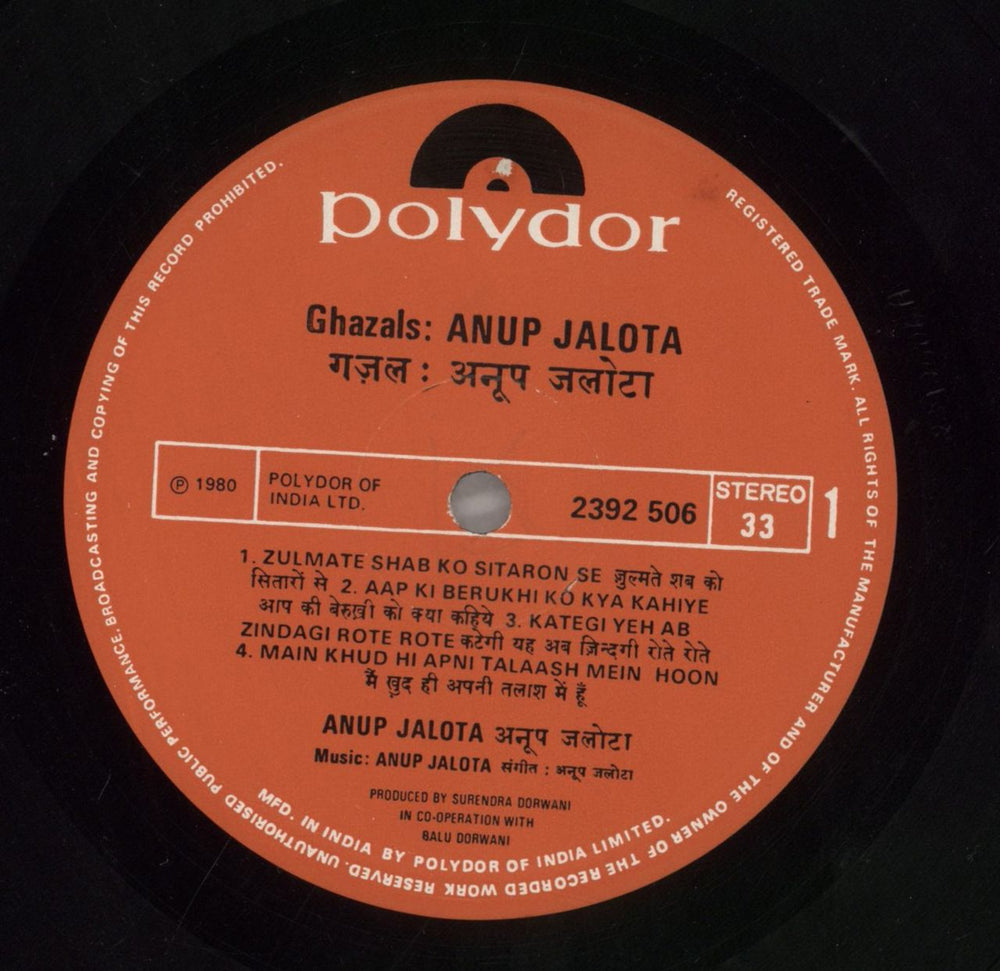 polydor
Ghazals: ANUP JALOTA
गज़ल : अनूप जलोटा
℗ 1980
POLYDOR OF
INDIA LTD.
2392 506
STEREO
33
1
1. ZULMATE SHAB KO SITARON SE ज़ुल्मते शब को
सितारों से 2. AAP KI BERUKHI KO KYA KAHIYE
आप की बेरुख़ी को क्या कहिये 3. KATEGI YEH AB
ZINDAGI ROTE ROTE कटेगी यह अब ज़िन्दगी रोते रोते
4. MAIN KHUD HI APNI TALAASH MEIN HOON
मैं ख़ुद ही अपनी तलाश में हूँ
ANUP JALOTA अनूप जलोटा
Music: ANUP JALOTA संगीत : अनूप जलोटा
PRODUCED BY SURENDRA DORWANI
IN CO-OPERATION WITH
BALU DORWANI
MFD. IN INDIA BY POLYDOR OF INDIA LIMITED.
REGISTERED TRADE MARK. ALL RIGHTS OF THE MANUFACTURER AND OF THE OWNER OF THE RECORDED WORK RESERVED. UNAUTHORISED PUBLIC PERFORMANCE, BROADCASTING AND COPYING OF THIS RECORD PROHIBITED.